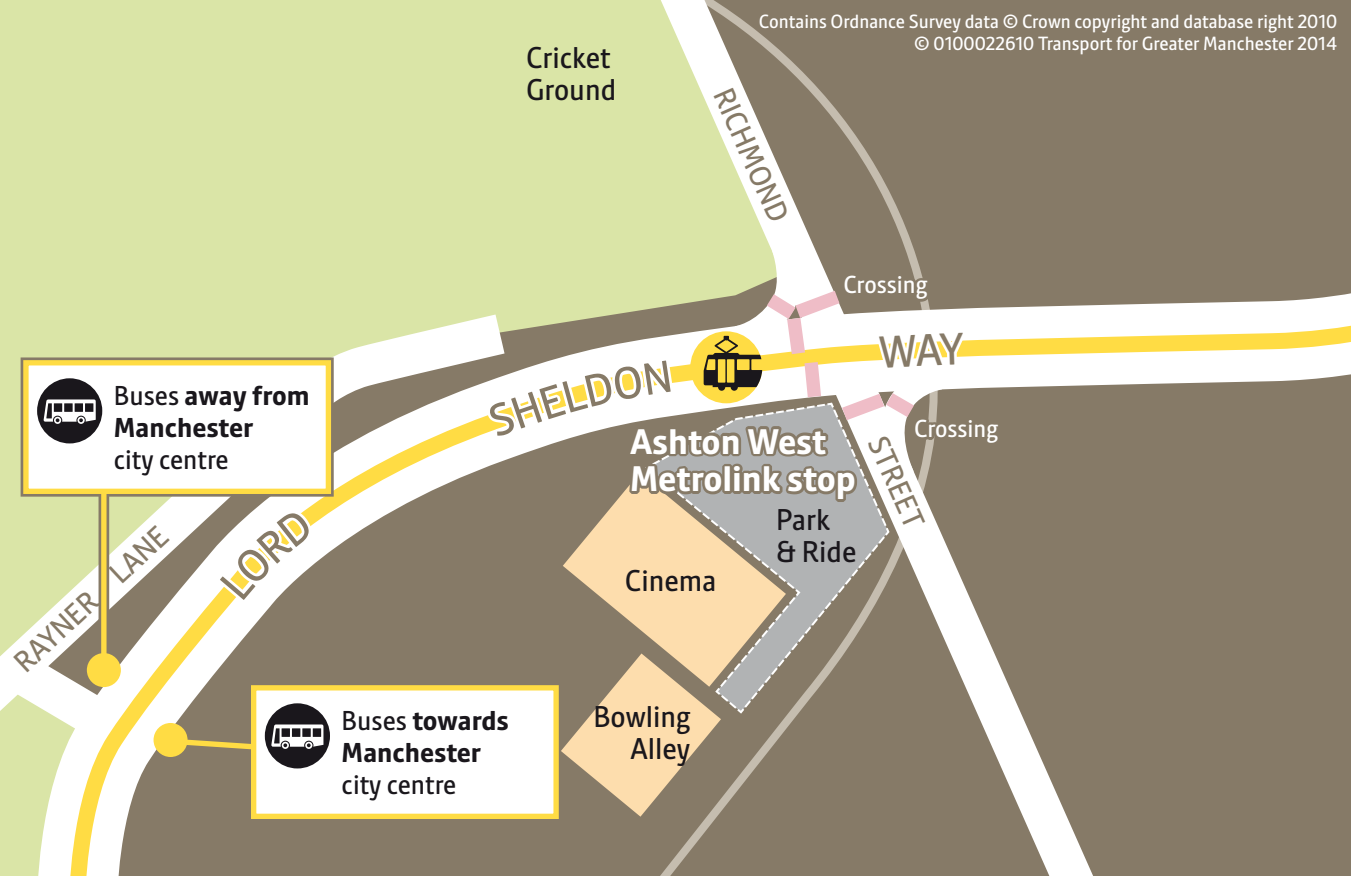 Contains Ordnance Survey data © Crown copyright and database right 2010
© 0100022610 Transport for Greater Manchester 2014
Cricket
Ground
RICHMOND
Crossing
WAY
SHELDON
Buses away from
Manchester
city centre
Crossing
Ashton West
Metrolink stop
STREET
Park
& Ride
LORD
RAYNER LANE
Cinema
Buses towards
Manchester
city centre
Bowling
Alley